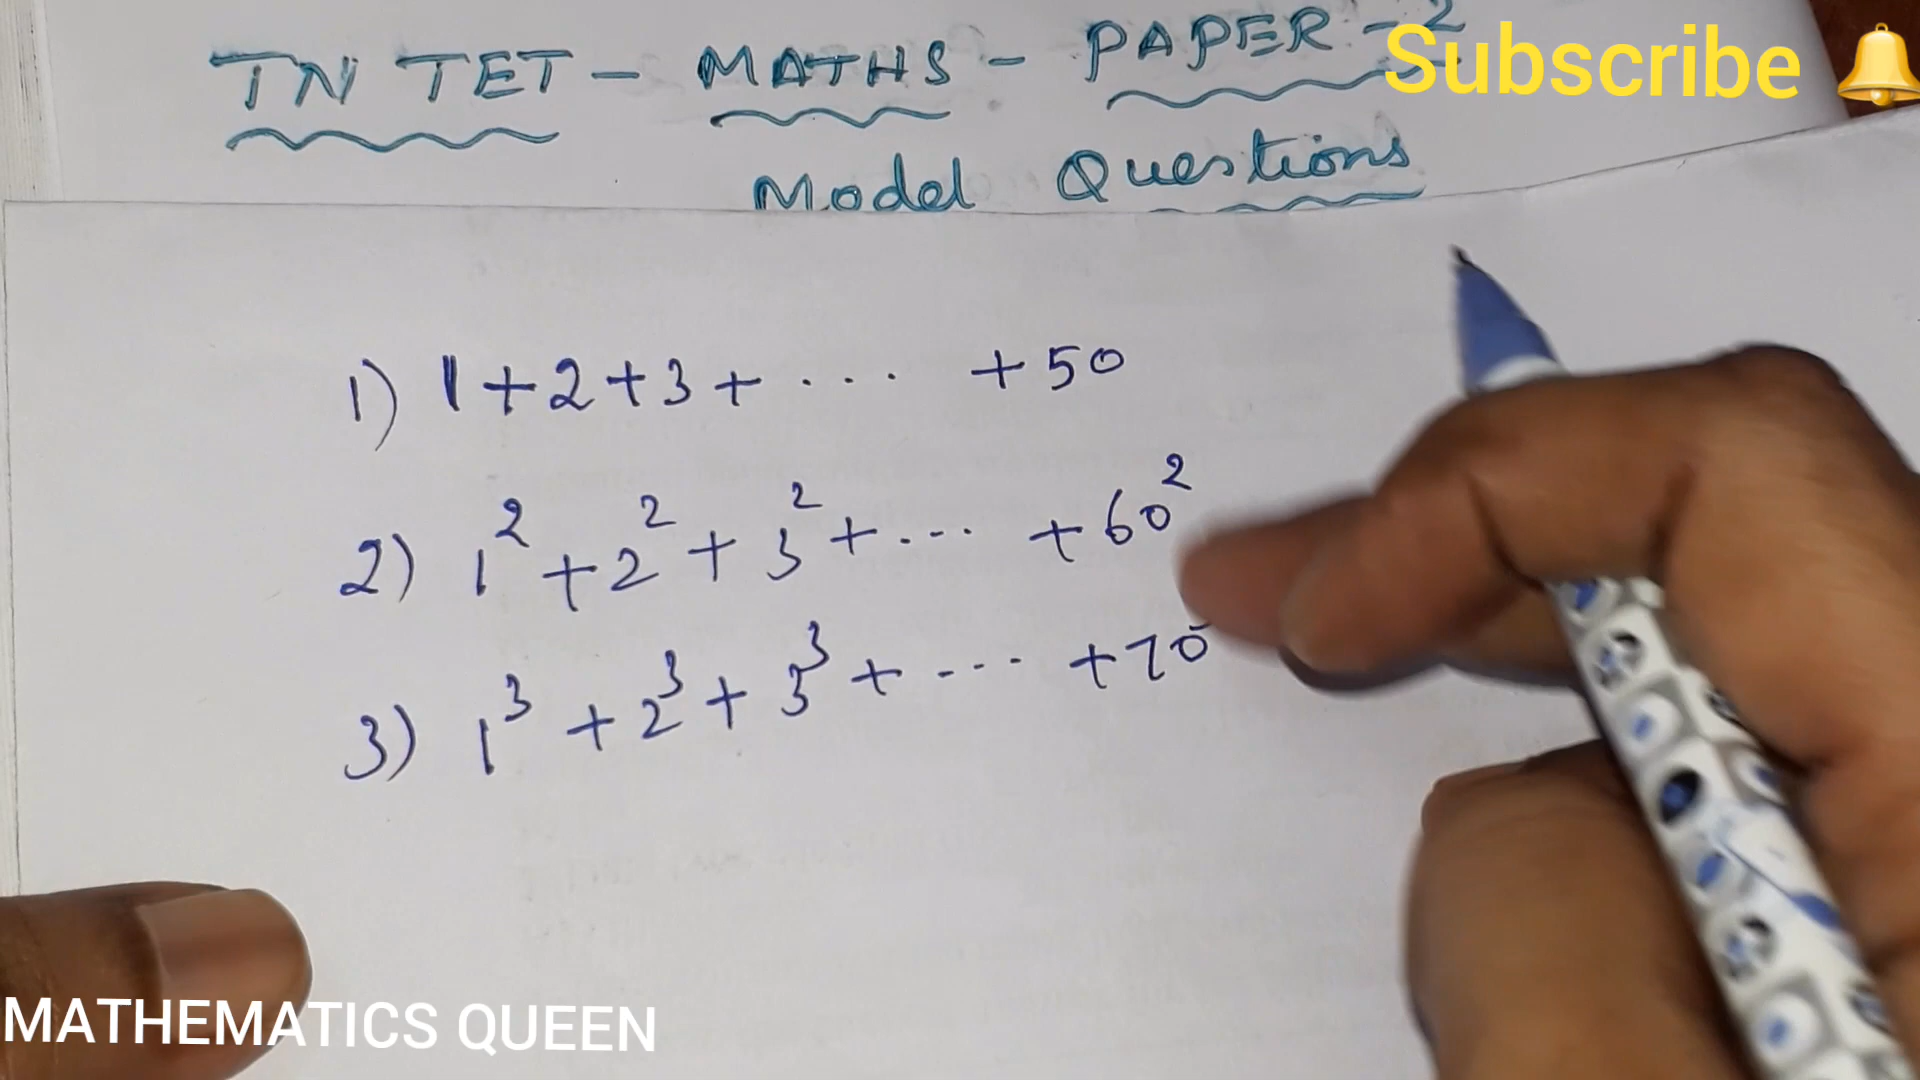 TN TET - MATHS - PAPER - 2
Subscribe 🔔
Model Questions
1) 1 + 2 + 3 + ... + 50
2) 1² + 2² + 3² + ... + 60²
3) 1³ + 2³ + 3³ + ... + 70
MATHEMATICS QUEEN